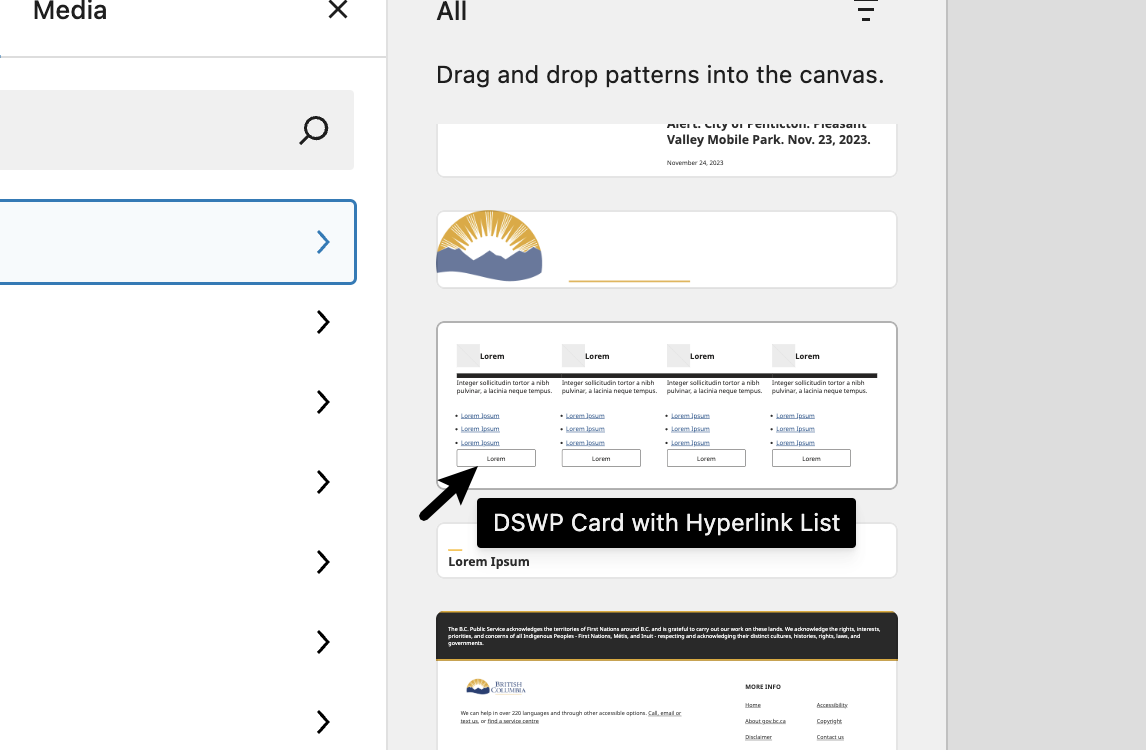 Media
All
Drag and drop patterns into the canvas.
Alert. City of Penticton. Pleasant
Valley Mobile Park. Nov. 23, 2023.
November 24, 2023
Lorem Lorem Lorem Lorem
Integer sollicitudin tortor a nibh Integer sollicitudin tortor a nibh Integer sollicitudin tortor a nibh Integer sollicitudin tortor a nibh
pulvinar, a lacinia neque tempus. pulvinar, a lacinia neque tempus. pulvinar, a lacinia neque tempus. pulvinar, a lacinia neque tempus.
• Lorem Ipsum • Lorem Ipsum • Lorem Ipsum • Lorem Ipsum
• Lorem Ipsum • Lorem Ipsum • Lorem Ipsum • Lorem Ipsum
• Lorem Ipsum • Lorem Ipsum • Lorem Ipsum • Lorem Ipsum
Lorem Lorem Lorem Lorem
DSWP Card with Hyperlink List
Lorem Ipsum
The B.C. Public Service acknowledges the territories of First Nations around B.C. and is grateful to carry out our work on these lands. We acknowledge the rights, interests,
priorities, and concerns of all Indigenous Peoples - First Nations, Métis, and Inuit - respecting and acknowledging their distinct cultures, histories, rights, laws, and
governments.
BRITISH
COLUMBIA
MORE INFO
Home Accessibility
We can help in over 220 languages and through other accessible options. Call, email or
text us, or find a service centre
About gov.bc.ca Copyright
Disclaimer Contact us